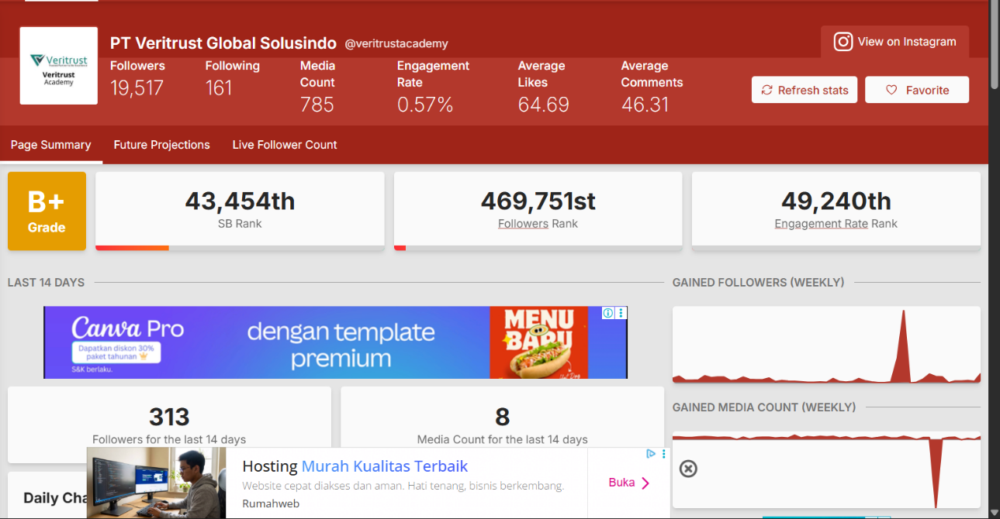 PT Veritrust Global Solusindo @veritrustacademy
View on Instagram
Veritrust
Veritrust
Academy
Followers
19,517
Following
161
Media
Count
785
Engagement
Rate
0.57%
Average
Likes
64.69
Average
Comments
46.31
Refresh stats
Favorite
Page Summary
Future Projections
Live Follower Count
B+
Grade
43,454th
SB Rank
469,751st
Followers Rank
49,240th
Engagement Rate Rank
LAST 14 DAYS
Canva Pro
Dapatkan diskon 30%
paket tahunan
S&K berlaku.
dengan template
premium
MENU
BARU
313
Followers for the last 14 days
8
Media Count for the last 14 days
GAINED FOLLOWERS (WEEKLY)
GAINED MEDIA COUNT (WEEKLY)
Daily Cha
Hosting Murah Kualitas Terbaik
Website cepat diakses dan aman. Hati tenang, bisnis berkembang.
Rumahweb
Buka